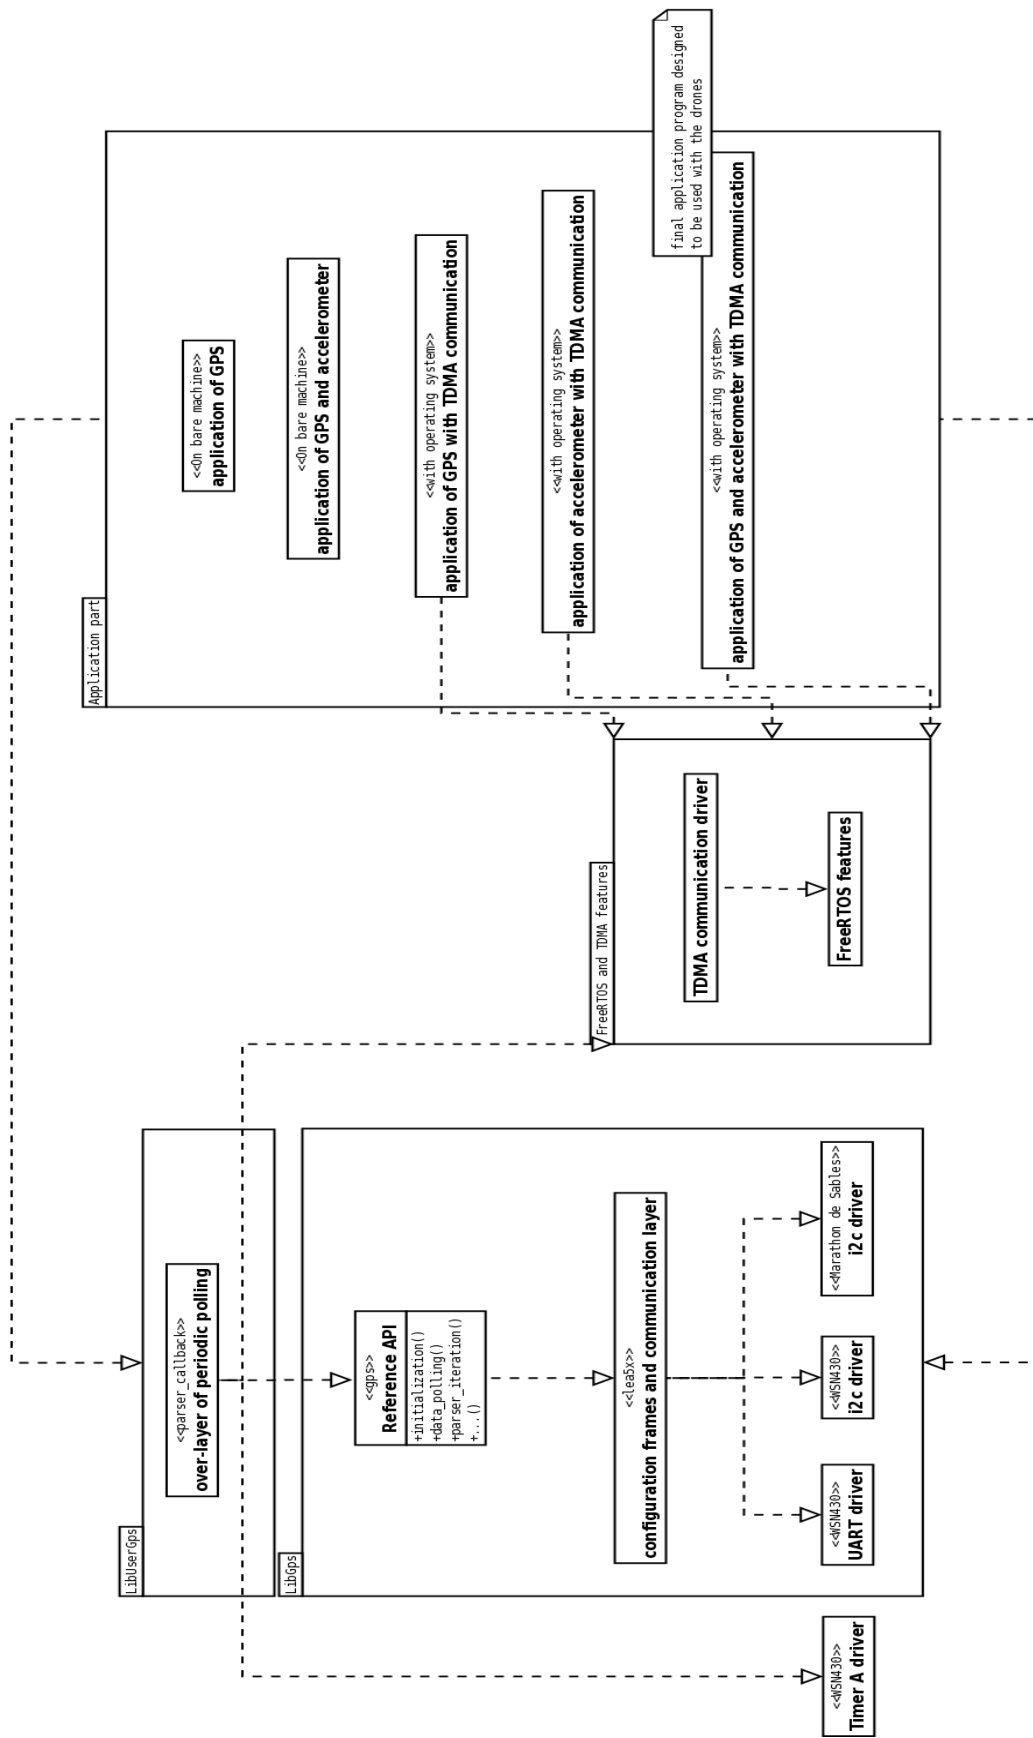 LibUserGps
<<parser_callback>>
over-layer of periodic polling
LibGps
<<gps>>
Reference API
+initialization()
+data_polling()
+parser_iteration()
+...()
<<lea5x>>
configuration frames and communication layer
<<WSN430>>
Timer A driver
<<WSN430>>
UART driver
<<WSN430>>
i2c driver
<<Marathon de Sables>>
i2c driver
FreeRTOS and TDMA features
TDMA communication driver
FreeRTOS features
Application part
<<On bare machine>>
application of GPS
<<On bare machine>>
application of GPS and accelerometer
<<with operating system>>
application of GPS with TDMA communication
<<with operating system>>
application of accelerometer with TDMA communication
final application program designed
to be used with the drones
<<with operating system>>
application of GPS and accelerometer with TDMA communication